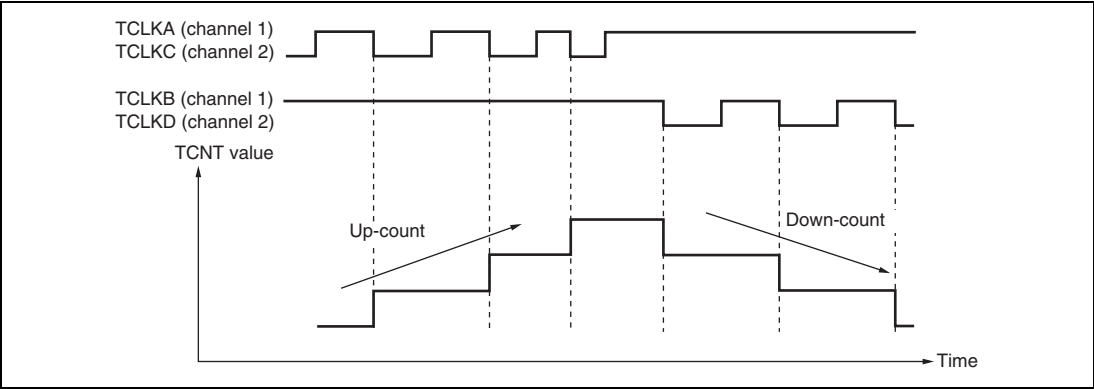 TCLKA (channel 1)
TCLKC (channel 2)
TCLKB (channel 1)
TCLKD (channel 2)
TCNT value
Up-count
Down-count
Time